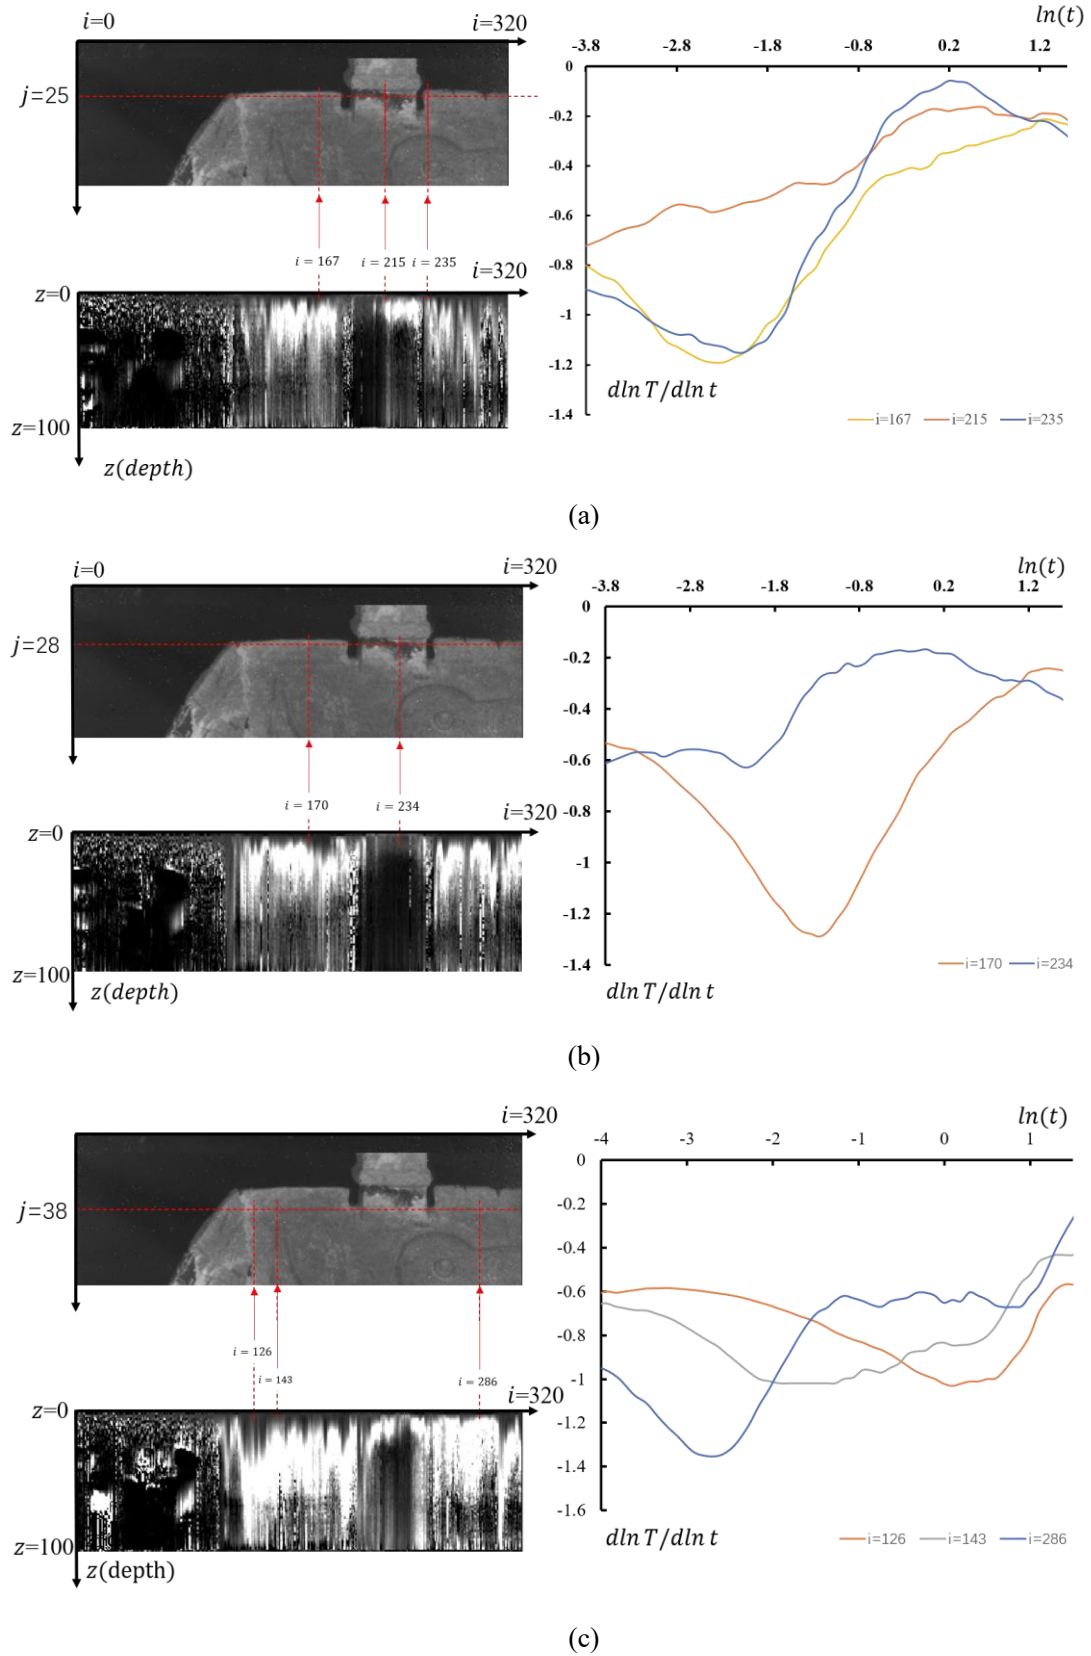 i=0
i=320
j=25
i = 167
i = 215
i = 235
i=320
z=0
z=100
z(depth)
ln(t)
-3.8 -2.8 -1.8 -0.8 0.2 1.2
0
-0.2
-0.4
-0.6
-0.8
-1
-1.2
-1.4
dln T/dln t
i=167 i=215 i=235
(a)
i=0
i=320
j=28
i = 170
i = 234
i=320
z=0
z=100
z(depth)
ln(t)
-3.8 -2.8 -1.8 -0.8 0.2 1.2
0
-0.2
-0.4
-0.6
-0.8
-1
-1.2
-1.4
dln T/dln t
i=170 i=234
(b)
i=320
j=38
i = 126
i = 143
i = 286
i=320
z=0
z=100
z(depth)
ln(t)
-4 -3 -2 -1 0 1
0
-0.2
-0.4
-0.6
-0.8
-1
-1.2
-1.4
-1.6
dln T/dln t
i=126 i=143 i=286
(c)